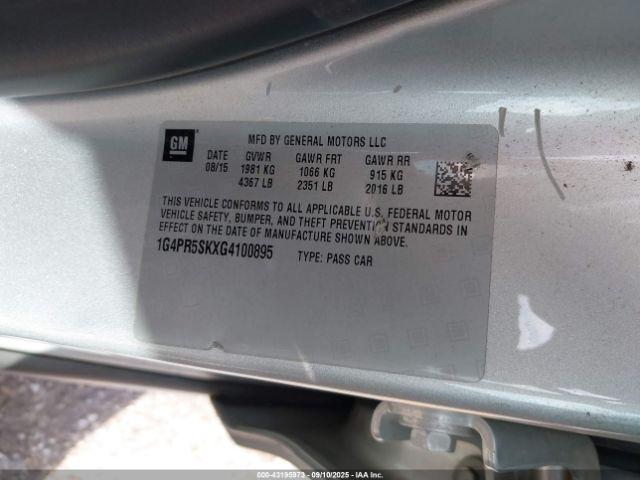 GM
MFD BY GENERAL MOTORS LLC
DATE GVWR GAWR FRT GAWR RR
08/15 1981 KG 1066 KG 915 KG
4367 LB 2351 LB 2016 LB
THIS VEHICLE CONFORMS TO ALL APPLICABLE U.S. FEDERAL MOTOR
VEHICLE SAFETY, BUMPER, AND THEFT PREVENTION STANDARDS IN
EFFECT ON THE DATE OF MANUFACTURE SHOWN ABOVE.
1G4PR5SKXG4100895 TYPE: PASS CAR
000-43195973 - 09/10/2025 - IAAI, Inc.